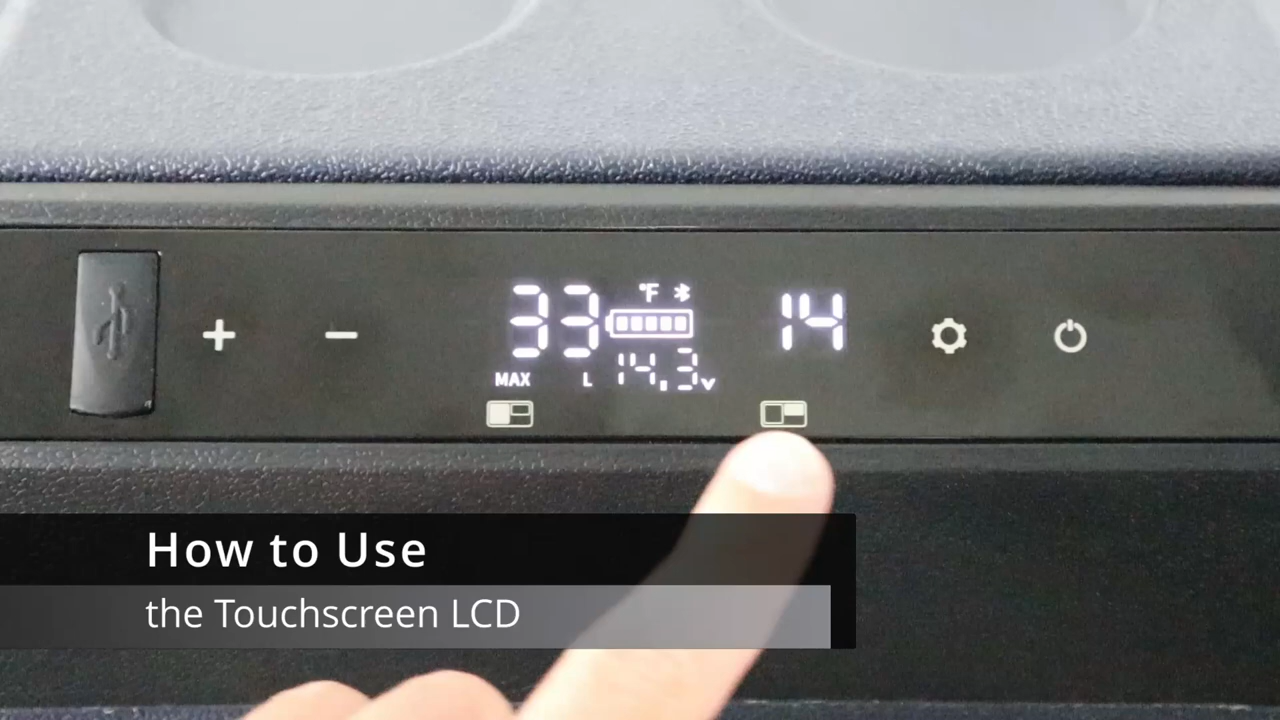 +
-
33
°F
14
MAX
L
14.3v
How to Use
the Touchscreen LCD